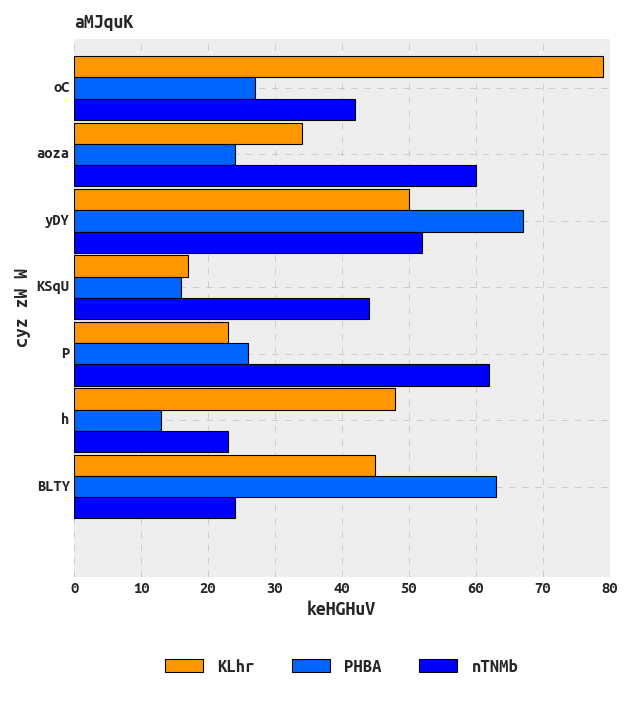 aMJquK
oC
aoza
yDY
KSqU
P
h
BLTY
cyz zW W
0 10 20 30 40 50 60 70 80
keHGHuV
KLhr PHBA nTNMb